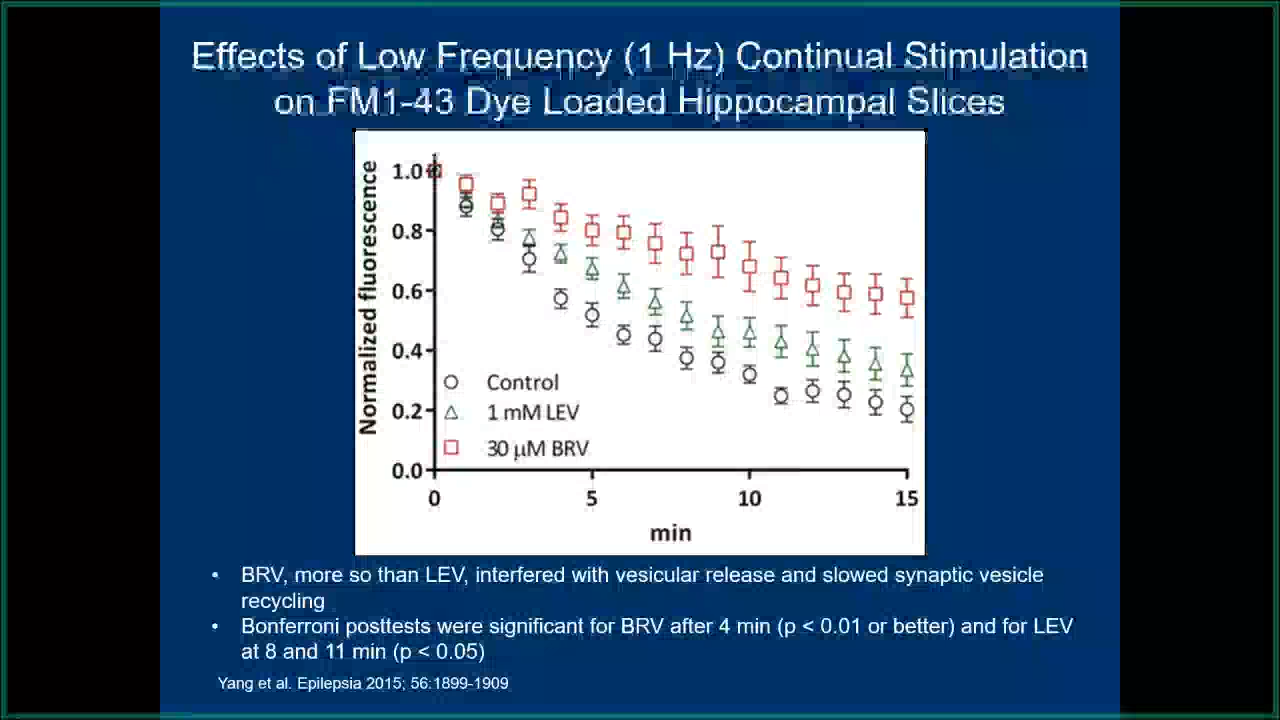 Effects of Low Frequency (1 Hz) Continual Stimulation
on FM1-43 Dye Loaded Hippocampal Slices
Normalized fluorescence
1.0
0.8
0.6
0.4
0.2
0.0
Control
1 mM LEV
30 µM BRV
0 5 10 15
min
• BRV, more so than LEV, interfered with vesicular release and slowed synaptic vesicle
recycling
• Bonferroni posttests were significant for BRV after 4 min (p < 0.01 or better) and for LEV
at 8 and 11 min (p < 0.05)
Yang et al. Epilepsia 2015; 56:1899-1909